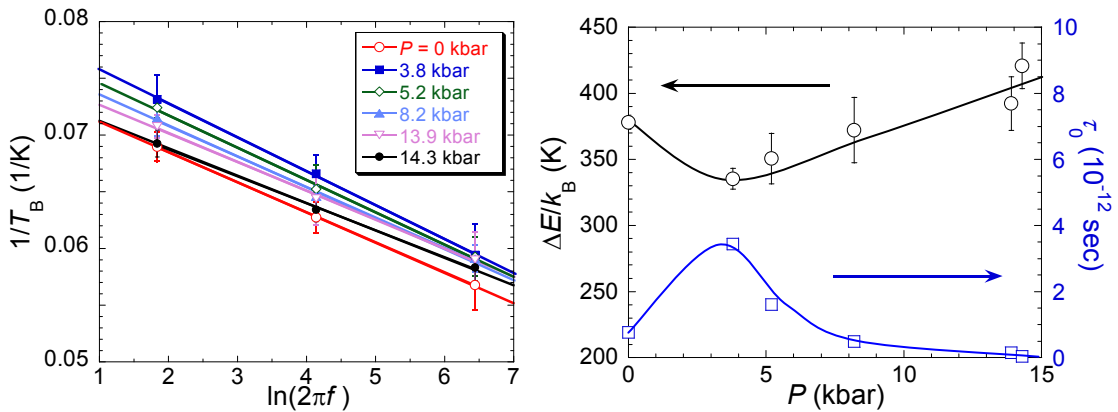 0.08
0.07
0.06
0.05
1/T_B (1/K)
1 2 3 4 5 6 7
ln(2πf)
P = 0 kbar
3.8 kbar
5.2 kbar
8.2 kbar
13.9 kbar
14.3 kbar
450
400
350
300
250
200
ΔE/k_B (K)
0 5 10 15
P (kbar)
10
8
6
4
2
0
τ_0 (10^-12 sec)